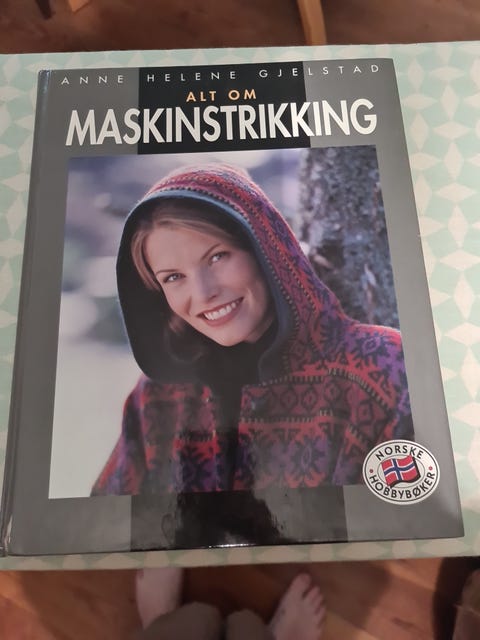 ANNE HELENE GJELSTAD
ALT OM
MASKINSTRIKKING
NORSKE
HOBBYBØKER